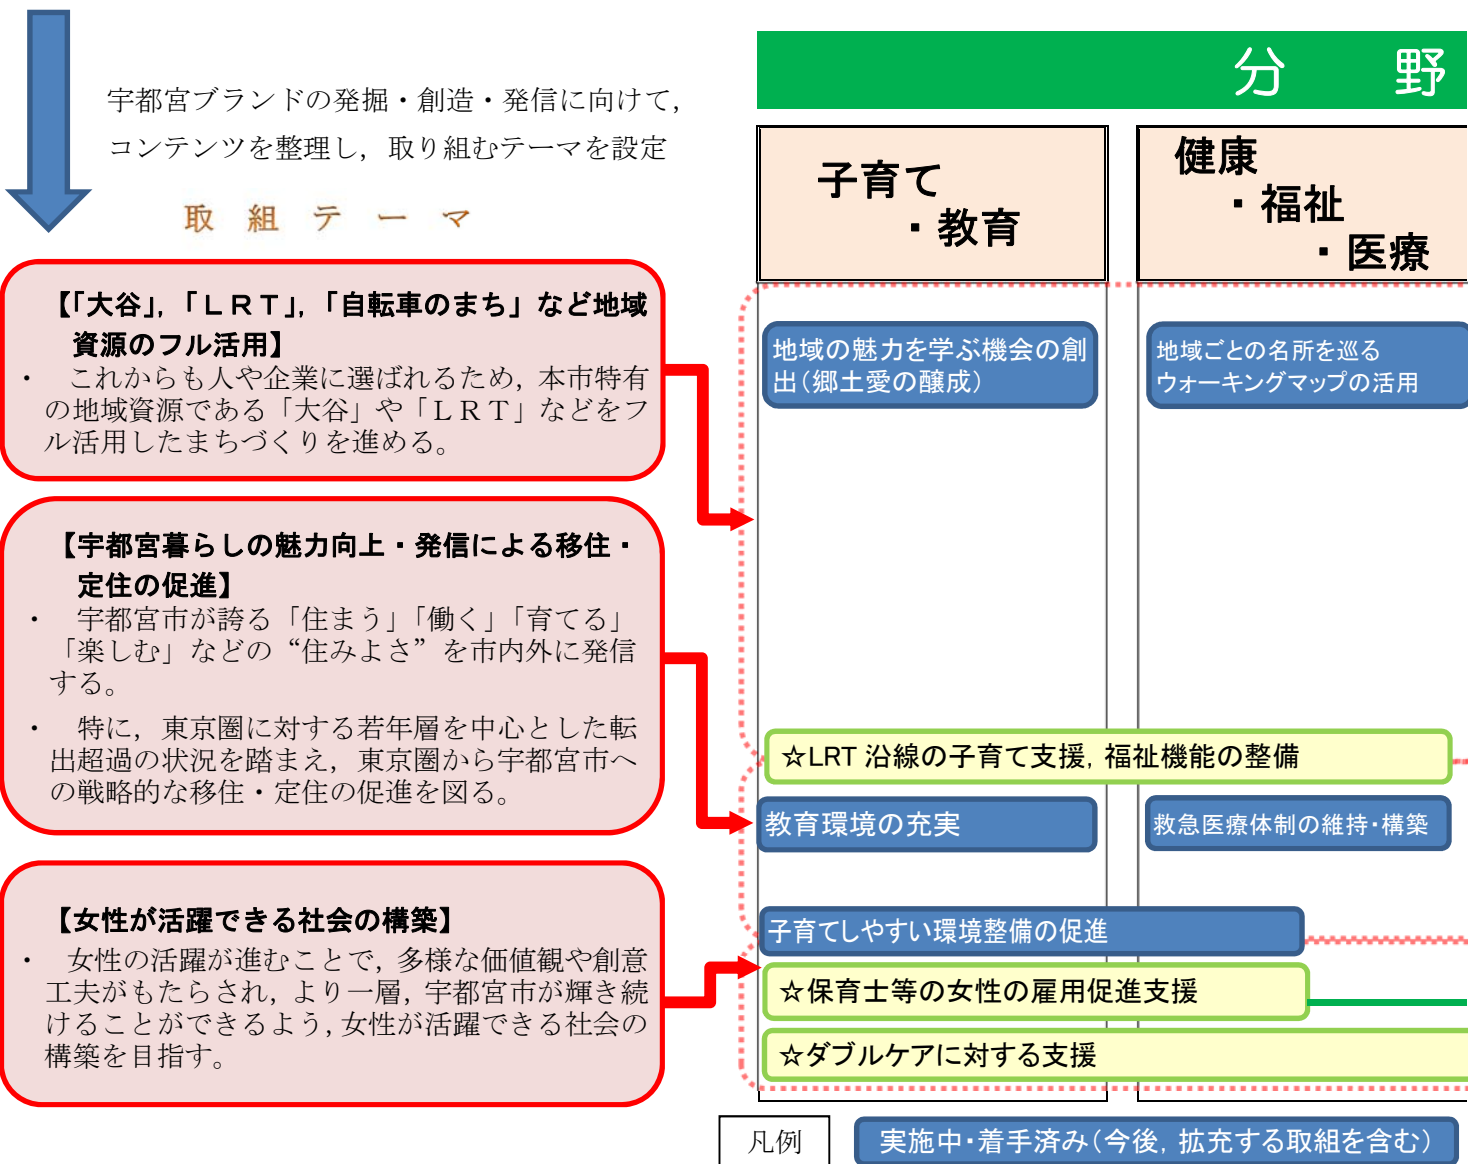 宇都宮ブランドの発掘・創造・発信に向けて，
コンテンツを整理し，取り組むテーマを設定
取 組 テ ー マ
【「大谷」，「ＬＲＴ」，「自転車のまち」など地域
資源のフル活用】
・ これからも人や企業に選ばれるため，本市特有
の地域資源である「大谷」や「ＬＲＴ」などをフ
ル活用したまちづくりを進める。
【宇都宮暮らしの魅力向上・発信による移住・
定住の促進】
・ 宇都宮市が誇る「住まう」「働く」「育てる」
「楽しむ」などの“住みよさ”を市内外に発信
する。
・ 特に，東京圏に対する若年層を中心とした転
出超過の状況を踏まえ，東京圏から宇都宮市へ
の戦略的な移住・定住の促進を図る。
【女性が活躍できる社会の構築】
・ 女性の活躍が進むことで，多様な価値観や創意
工夫がもたらされ，より一層，宇都宮市が輝き続
けることができるよう，女性が活躍できる社会の
構築を目指す。
分 野
子育て
・教育
健康
・福祉
・医療
地域の魅力を学ぶ機会の創
出（郷土愛の醸成）
地域ごとの名所を巡る
ウォーキングマップの活用
☆LRT 沿線の子育て支援，福祉機能の整備
教育環境の充実
救急医療体制の維持・構築
子育てしやすい環境整備の促進
☆保育士等の女性の雇用促進支援
☆ダブルケアに対する支援
凡例
実施中・着手済み（今後，拡充する取組を含む）